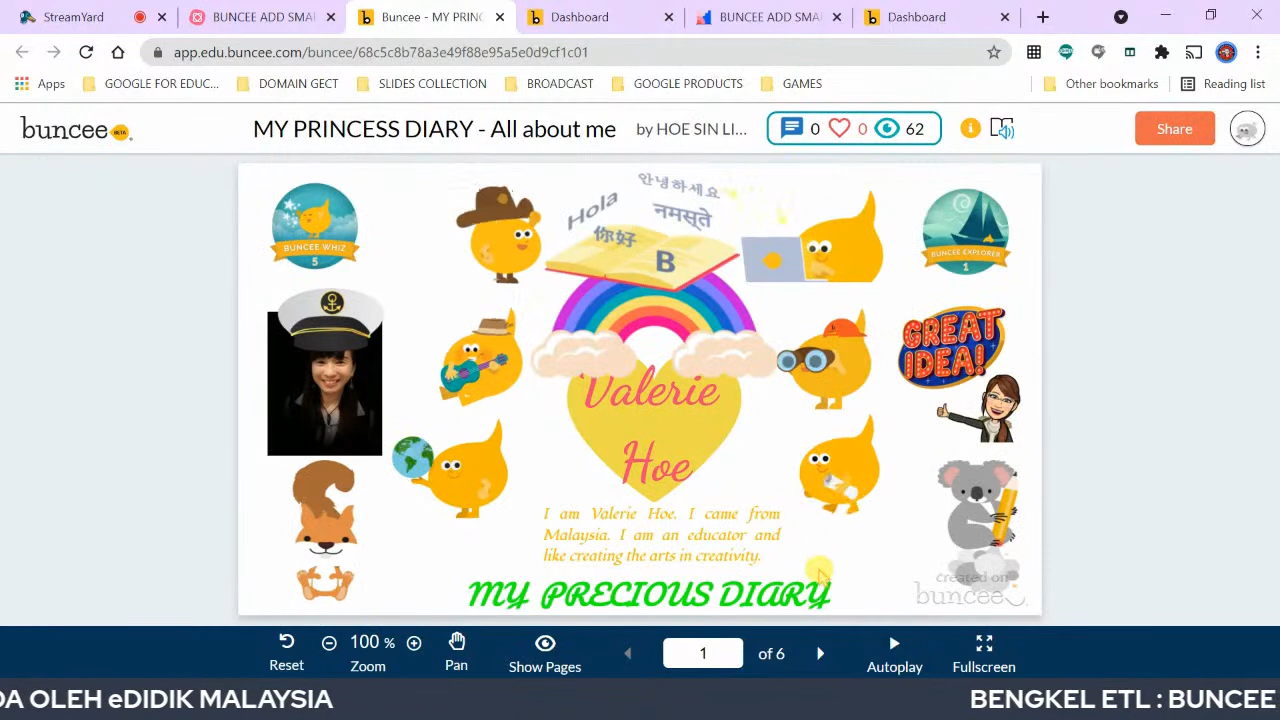 StreamYard
BUNCEE ADD SMA
Buncee - MY PRINC
Dashboard
BUNCEE ADD SMA
Dashboard
app.edu.buncee.com/buncee/68c5c8b78a3e49f88e95a5e0d9cf1c01
Apps
GOOGLE FOR EDUC...
DOMAIN GECT
SLIDES COLLECTION
BROADCAST
GOOGLE PRODUCTS
GAMES
Other bookmarks
Reading list
buncee BETA
MY PRINCESS DIARY - All about me
by HOE SIN LI...
0
0
62
Share
안녕하세요
Hola
नमस्ते
你好
B
BUNCEE WHIZ
5
BUNCEE EXPLORER
1
GREAT
IDEA!
Valerie
Hoe
I am Valerie Hoe. I came from
Malaysia. I am an educator and
like creating the arts in creativity.
MY PRECIOUS DIARY
created on
buncee
Reset
100 %
Zoom
Pan
Show Pages
1
of 6
Autoplay
Fullscreen
DA OLEH eDIDIK MALAYSIA
BENGKEL ETL : BUNCEE